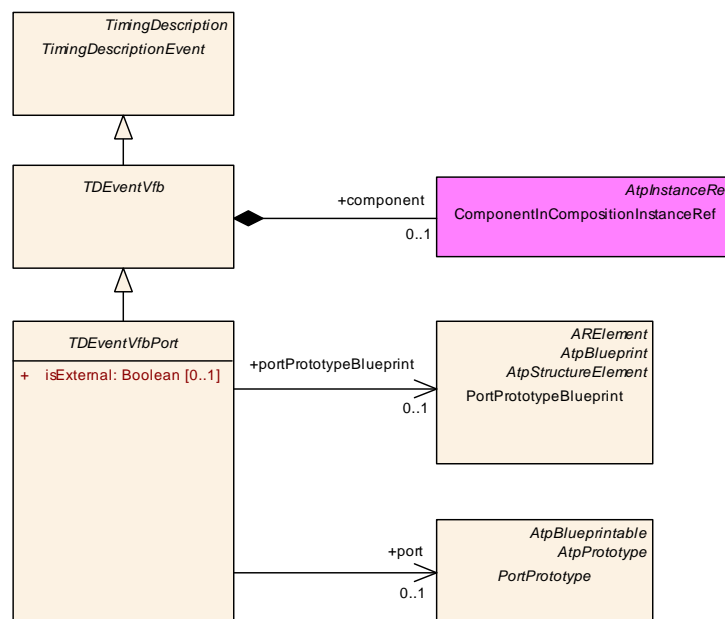 TimingDescription
TimingDescriptionEvent
TDEventVfb
+component
0..1
AtpInstanceRe
ComponentInCompositionInstanceRef
TDEventVfbPort
+ isExternal: Boolean [0..1]
+portPrototypeBlueprint
0..1
ARElement
AtpBlueprint
AtpStructureElement
PortPrototypeBlueprint
+port
0..1
AtpBlueprintable
AtpPrototype
PortPrototype